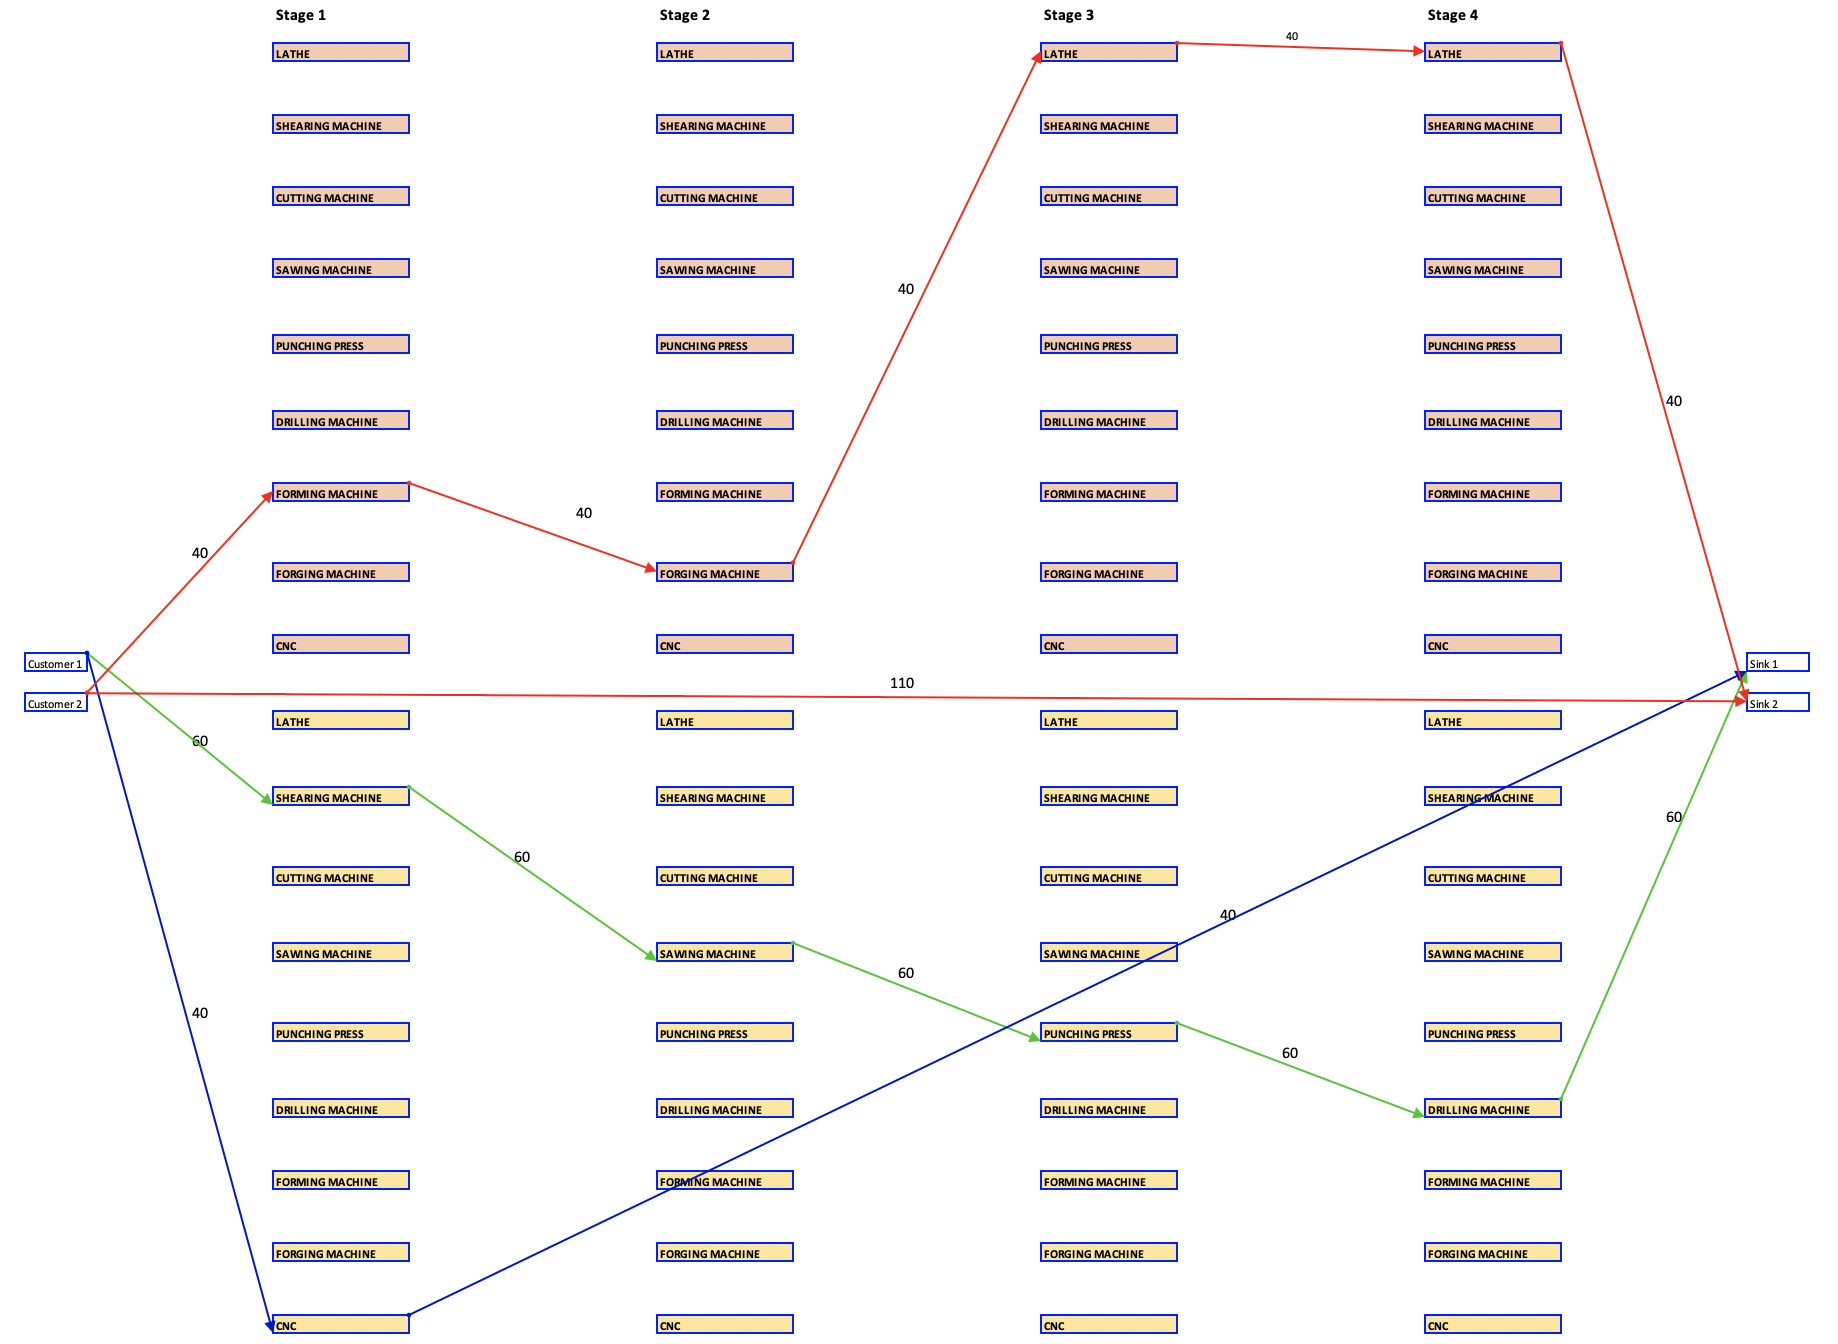 Stage 1 Stage 2 Stage 3 Stage 4
40
LATHE LATHE LATHE LATHE
SHEARING MACHINE SHEARING MACHINE SHEARING MACHINE SHEARING MACHINE
CUTTING MACHINE CUTTING MACHINE CUTTING MACHINE CUTTING MACHINE
SAWING MACHINE SAWING MACHINE SAWING MACHINE SAWING MACHINE
40
PUNCHING PRESS PUNCHING PRESS PUNCHING PRESS PUNCHING PRESS
40
DRILLING MACHINE DRILLING MACHINE DRILLING MACHINE DRILLING MACHINE
FORMING MACHINE FORMING MACHINE FORMING MACHINE FORMING MACHINE
40
40
FORGING MACHINE FORGING MACHINE FORGING MACHINE FORGING MACHINE
CNC CNC CNC CNC
Customer 1 Sink 1
110
Customer 2 Sink 2
LATHE LATHE LATHE LATHE
60
SHEARING MACHINE SHEARING MACHINE SHEARING MACHINE SHEARING MACHINE
60
60
CUTTING MACHINE CUTTING MACHINE CUTTING MACHINE CUTTING MACHINE
40
SAWING MACHINE SAWING MACHINE SAWING MACHINE SAWING MACHINE
60
40
PUNCHING PRESS PUNCHING PRESS PUNCHING PRESS PUNCHING PRESS
60
DRILLING MACHINE DRILLING MACHINE DRILLING MACHINE DRILLING MACHINE
FORMING MACHINE FORMING MACHINE FORMING MACHINE FORMING MACHINE
FORGING MACHINE FORGING MACHINE FORGING MACHINE FORGING MACHINE
CNC CNC CNC CNC